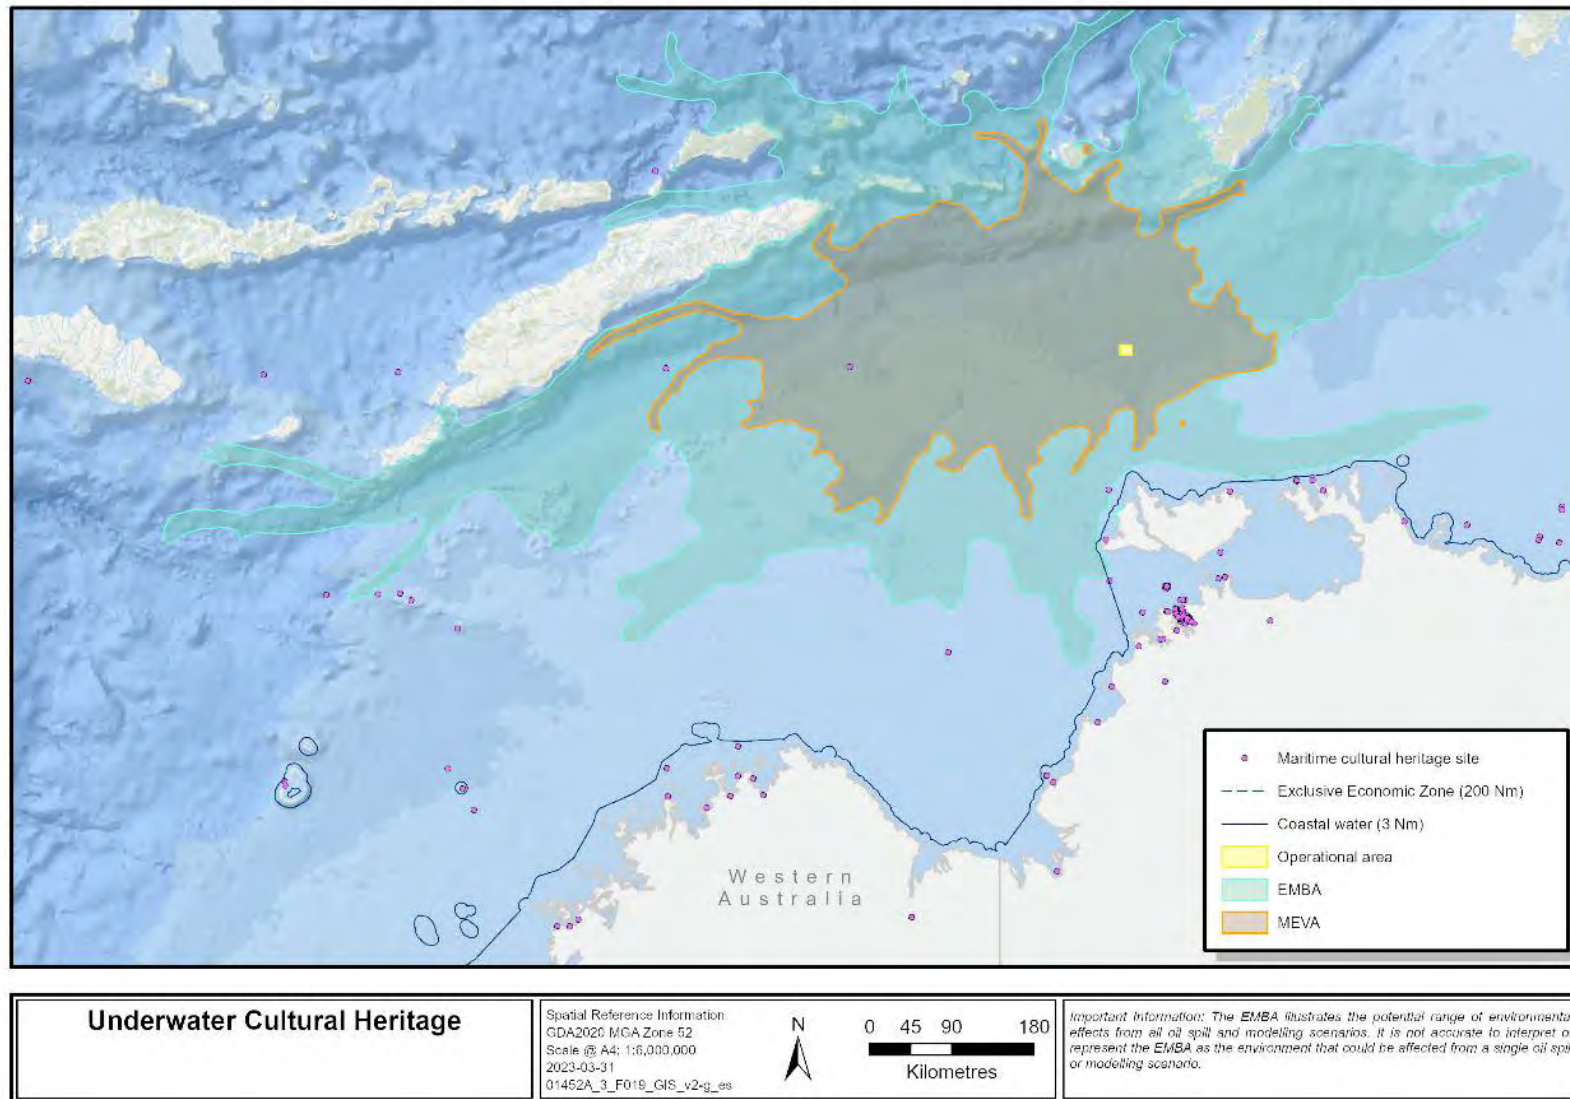 Western
Australia
Maritime cultural heritage site
Exclusive Economic Zone (200 Nm)
Coastal water (3 Nm)
Operational area
EMBA
MEVA
Underwater Cultural Heritage
Spatial Reference Information
GDA2020 MGA Zone 52
Scale @ A4: 1:6,000,000
2023-03-31
01452A_3_F019_GIS_v2-g_es
N
0 45 90 180
Kilometres
Important Information: The EMBA illustrates the potential range of environmenta
effects from all oil spill and modelling scenarios. It is not accurate to interpret o
represent the EMBA as the environment that could be affected from a single oil spil
or modelling scenario.